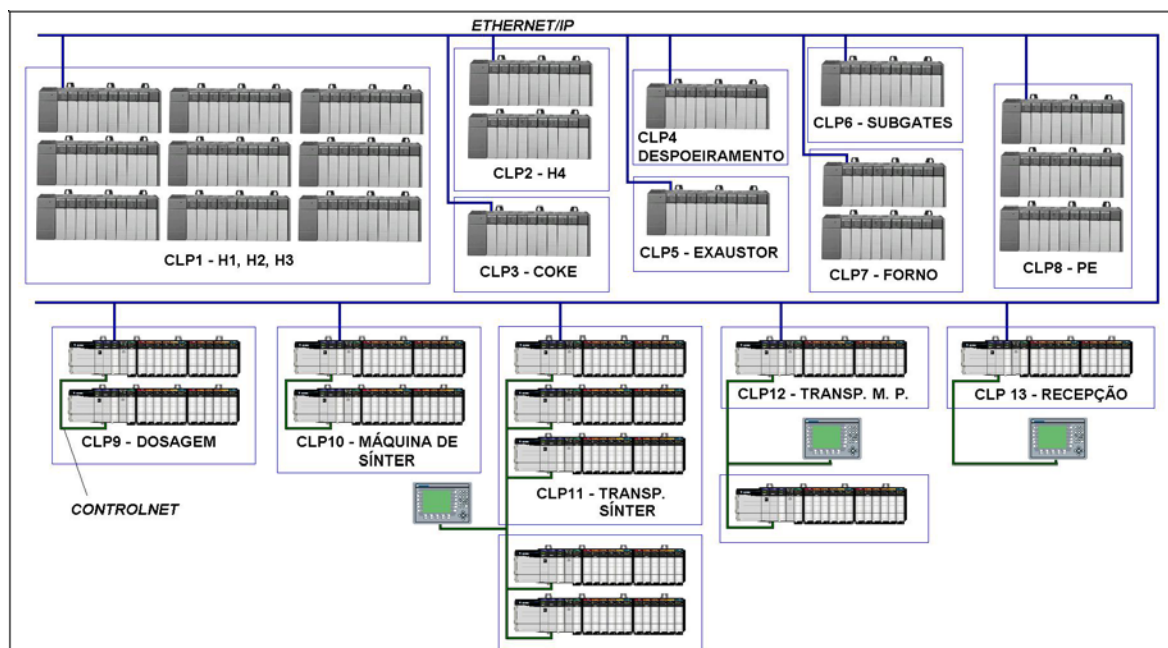 ETHERNET/IP
CLP1 - H1, H2, H3
CLP2 - H4
CLP3 - COKE
CLP4
DESPOEIRAMENTO
CLP5 - EXAUSTOR
CLP6 - SUBGATES
CLP7 - FORNO
CLP8 - PE
CLP9 - DOSAGEM
CONTROLNET
CLP10 - MÁQUINA DE
SÍNTER
CLP11 - TRANSP.
SÍNTER
CLP12 - TRANSP. M. P.
CLP 13 - RECEPÇÃO